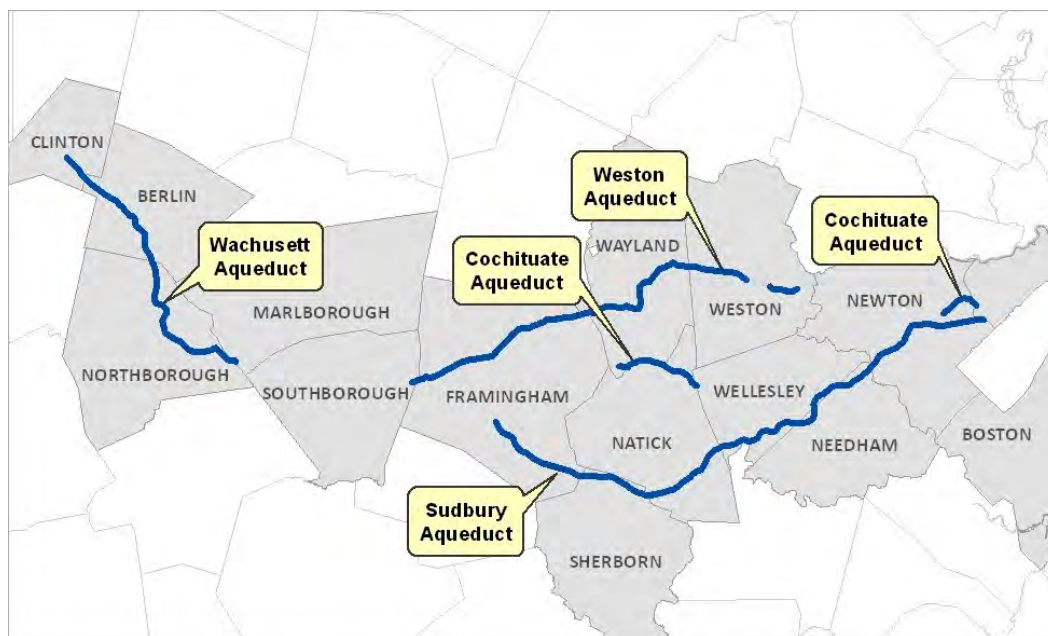 CLINTON
BERLIN
Wachusett
Aqueduct
MARLBOROUGH
NORTHBOROUGH
SOUTHBOROUGH
FRAMINGHAM
Cochituate
Aqueduct
Weston
Aqueduct
WAYLAND
WESTON
Cochituate
Aqueduct
NEWTON
WELLESLEY
NATICK
NEEDHAM
BOSTON
Sudbury
Aqueduct
SHERBORN